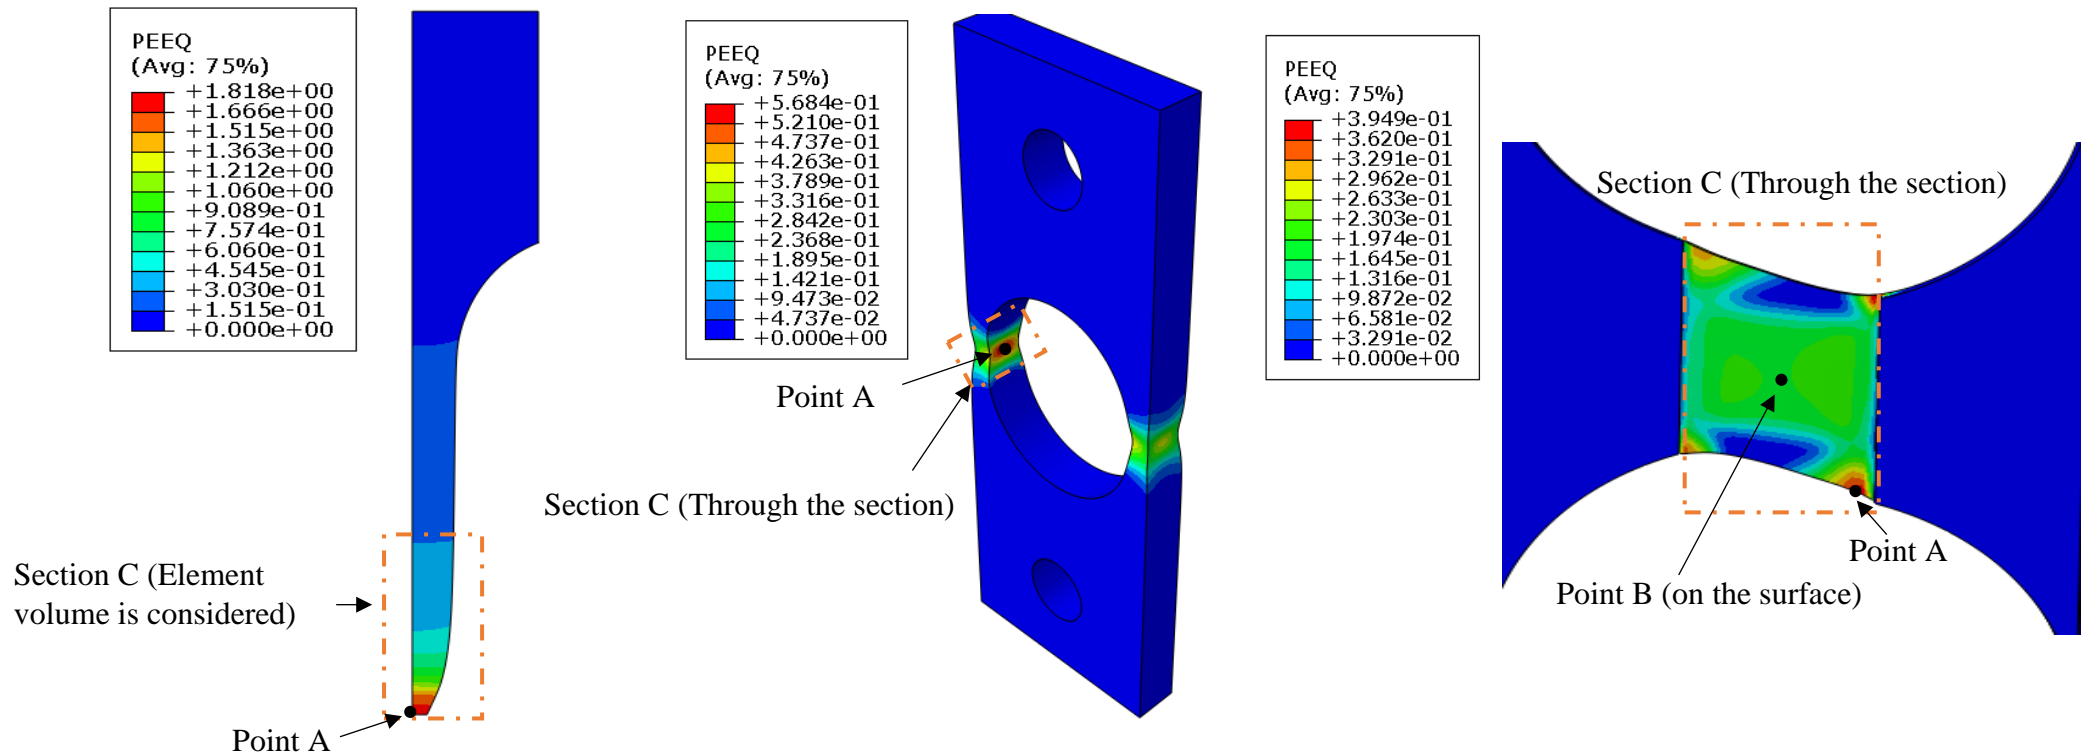 PEEQ
(Avg: 75%)
+1.818e+00
+1.666e+00
+1.515e+00
+1.363e+00
+1.212e+00
+1.060e+00
+9.089e-01
+7.574e-01
+6.060e-01
+4.545e-01
+3.030e-01
+1.515e-01
+0.000e+00
Section C (Element
volume is considered)
Point A
PEEQ
(Avg: 75%)
+5.684e-01
+5.210e-01
+4.737e-01
+4.263e-01
+3.789e-01
+3.316e-01
+2.842e-01
+2.368e-01
+1.895e-01
+1.421e-01
+9.473e-02
+4.737e-02
+0.000e+00
Point A
Section C (Through the section)
PEEQ
(Avg: 75%)
+3.949e-01
+3.620e-01
+3.291e-01
+2.962e-01
+2.633e-01
+2.303e-01
+1.974e-01
+1.645e-01
+1.316e-01
+9.872e-02
+6.581e-02
+3.291e-02
+0.000e+00
Section C (Through the section)
Point A
Point B (on the surface)